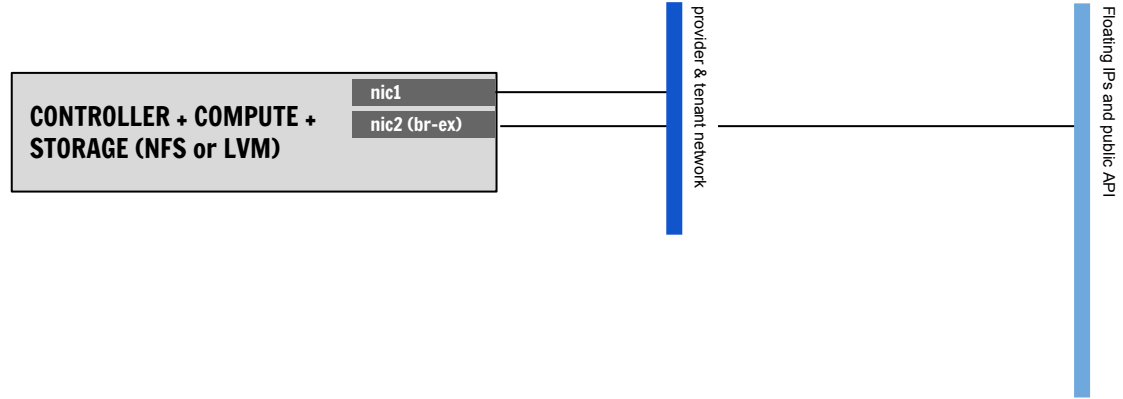 CONTROLLER + COMPUTE +
STORAGE (NFS or LVM)
nic1
nic2 (br-ex)
provider & tenant network
Floating IPs and public API